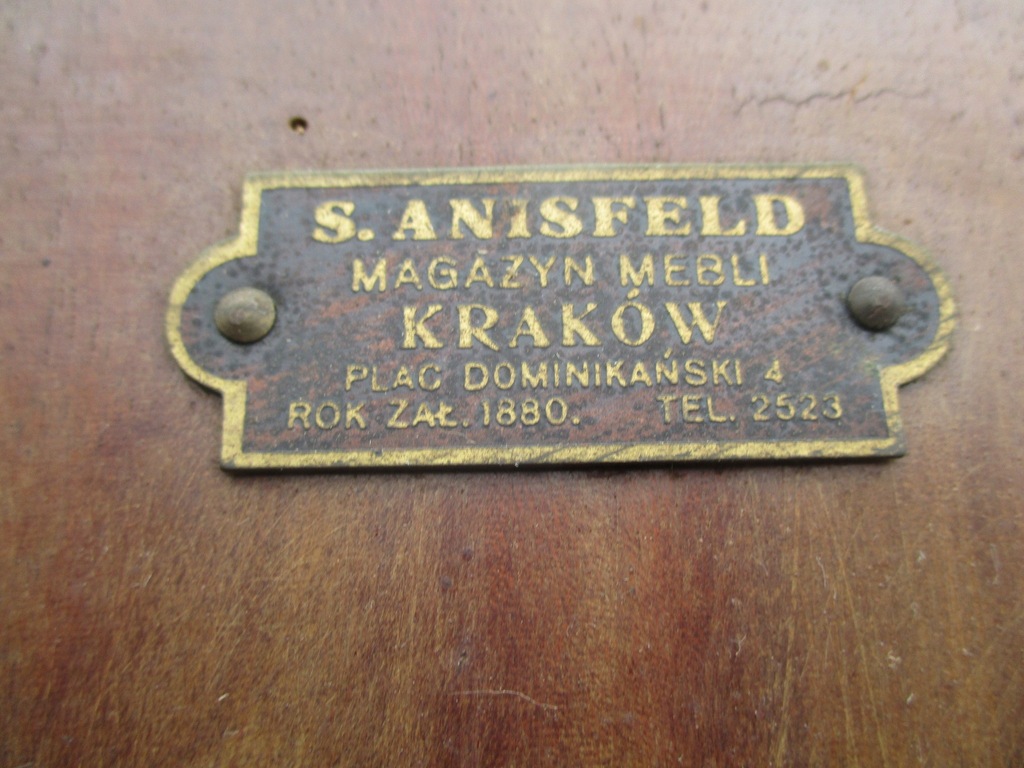 S. ANISFELD
MAGAZYN MEBLI
KRAKÓW
PLAC DOMINIKAŃSKI 4
ROK ZAŁ. 1880. TEL. 2523